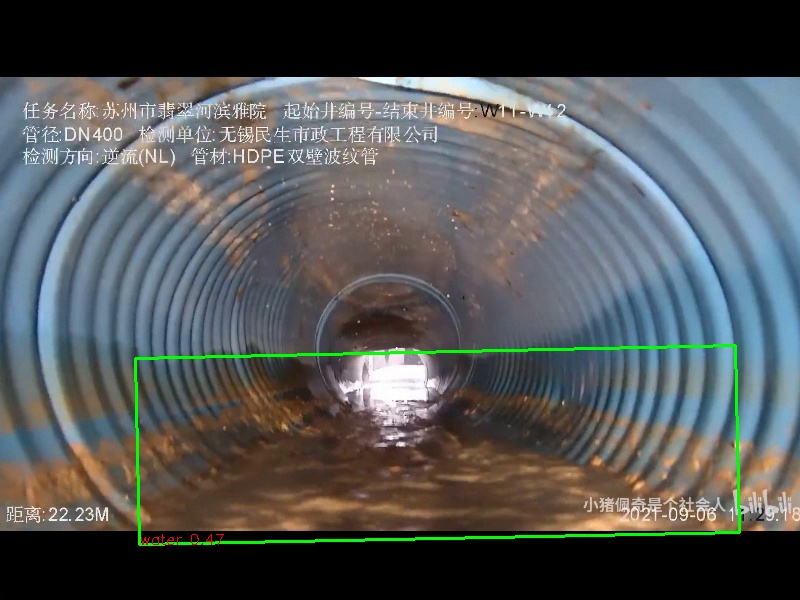 任务名称:苏州市翡翠河滨雅院 起始井编号-结束井编号:W11-W12
管径:DN400 检测单位:无锡民生市政工程有限公司
检测方向:逆流(NL) 管材:HDPE双壁波纹管
小猪佩奇是个社会人 bilibili
距离:22.23M 2021-09-06 11:29:18
water 0.47